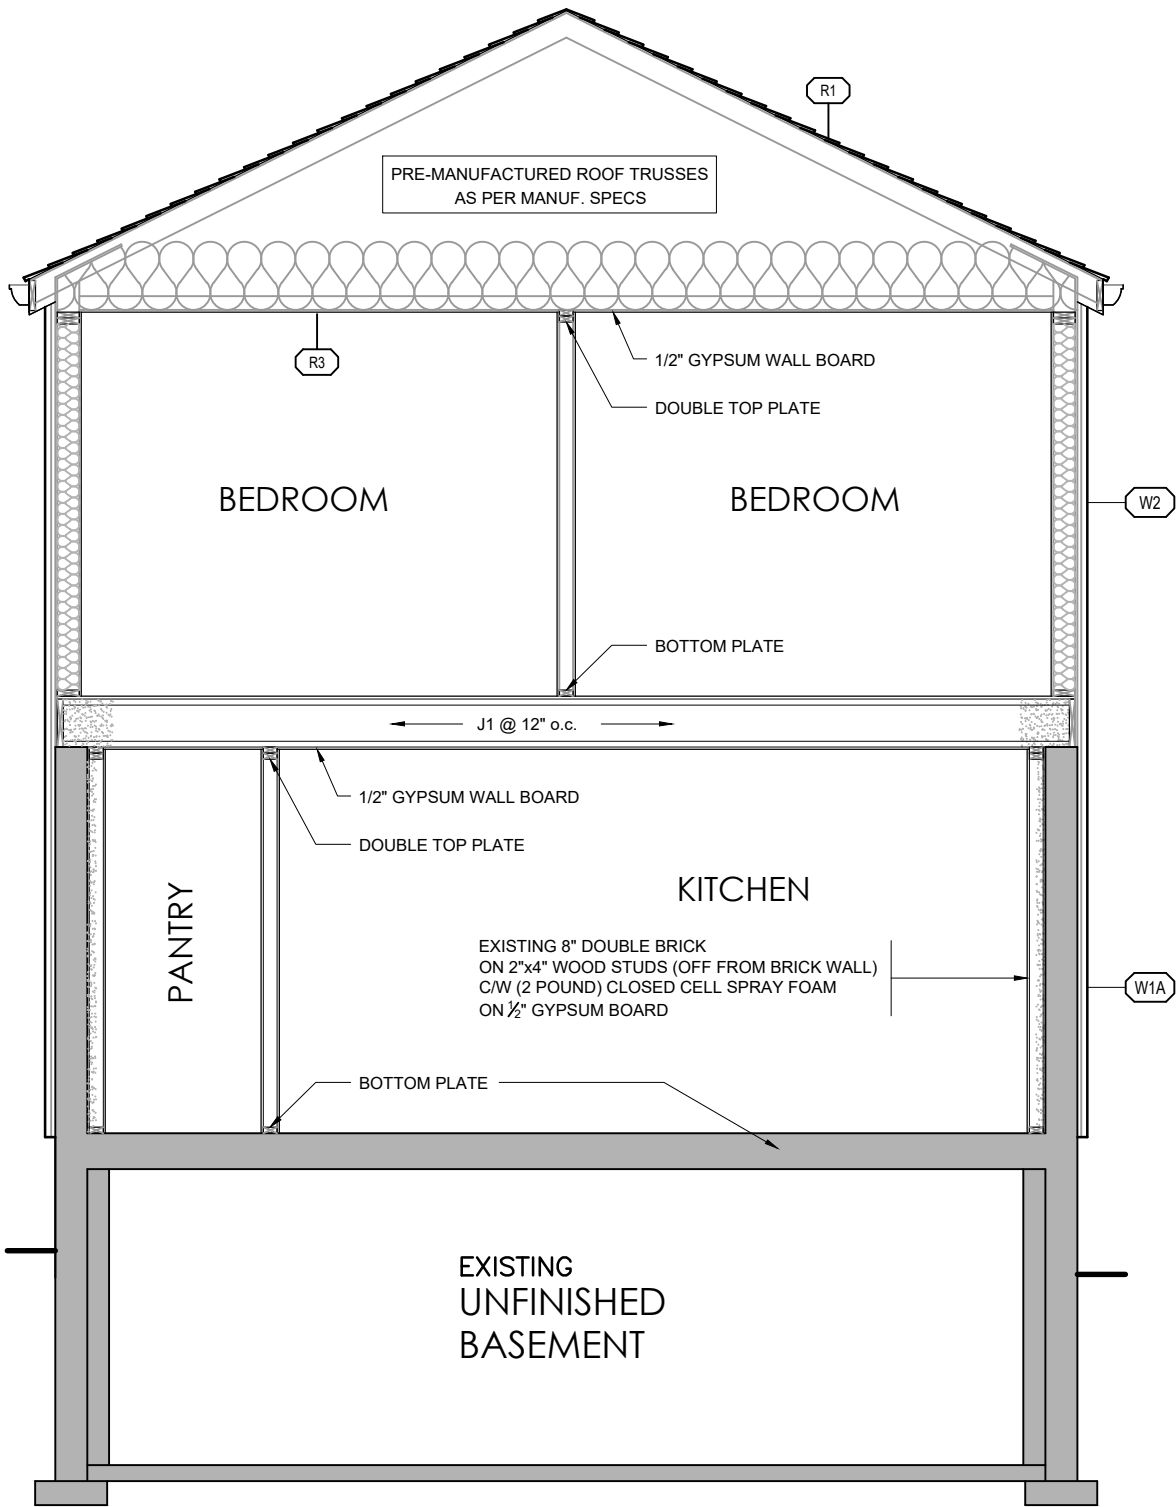 R1
PRE-MANUFACTURED ROOF TRUSSES
AS PER MANUF. SPECS
R3
1/2" GYPSUM WALL BOARD
DOUBLE TOP PLATE
BEDROOM
BEDROOM
W2
BOTTOM PLATE
J1 @ 12" o.c.
1/2" GYPSUM WALL BOARD
DOUBLE TOP PLATE
PANTRY
KITCHEN
EXISTING 8" DOUBLE BRICK
ON 2"x4" WOOD STUDS (OFF FROM BRICK WALL)
C/W (2 POUND) CLOSED CELL SPRAY FOAM
ON ½" GYPSUM BOARD
W1A
BOTTOM PLATE
EXISTING
UNFINISHED
BASEMENT